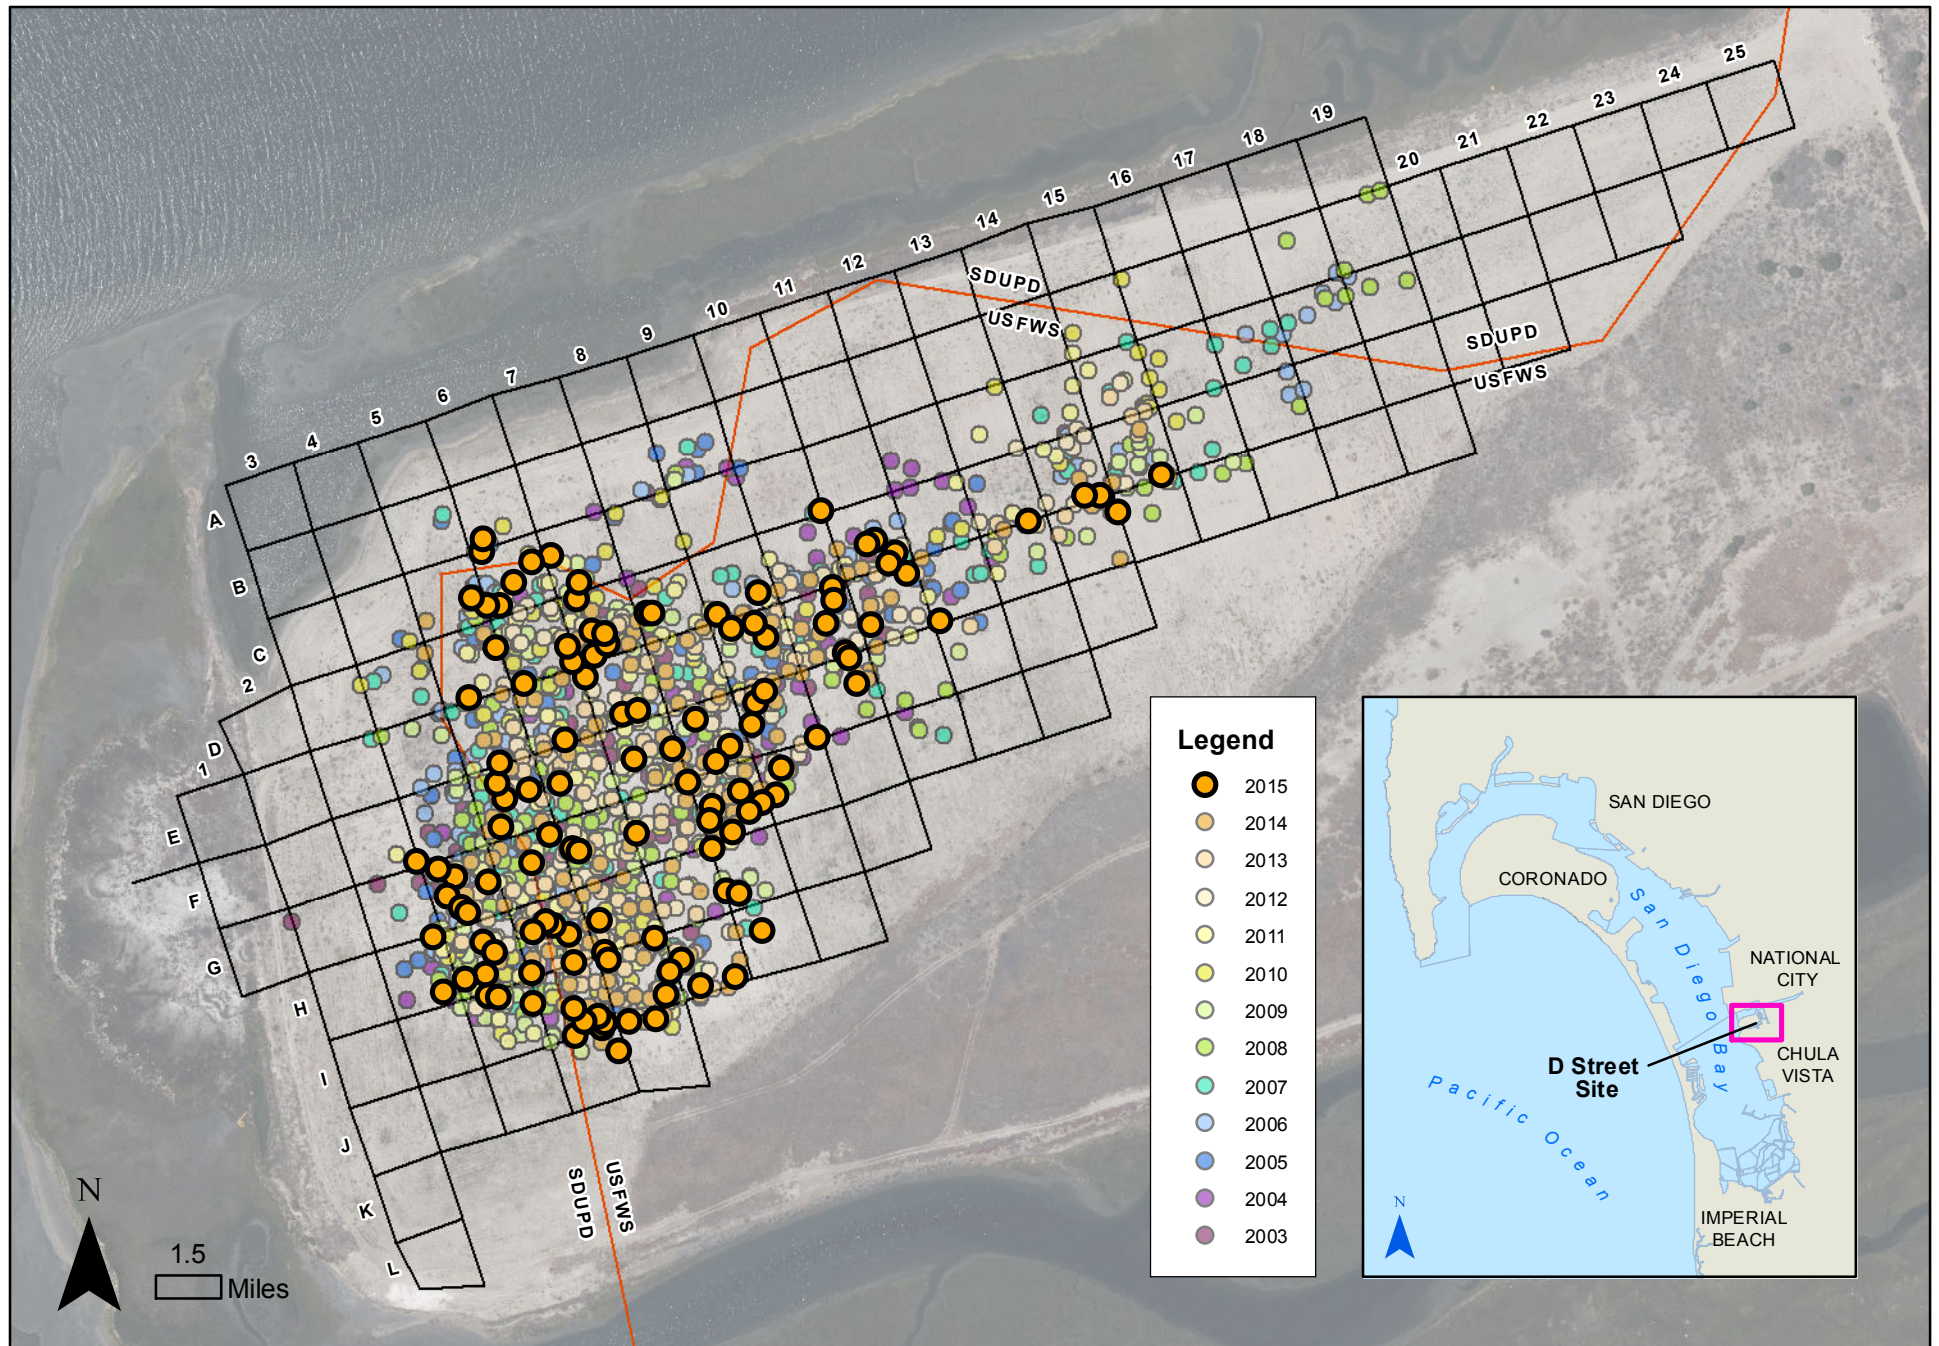 25
24
23
22
21
20
19
18
17
16
15
14
13
12
11
10
9
8
7
6
5
4
3
2
1
A
B
C
D
E
F
G
H
I
J
K
L
SDUPD
USFWS
SDUPD
USFWS
SDUPD
USFWS
N
1.5
Miles
Legend
2015
2014
2013
2012
2011
2010
2009
2008
2007
2006
2005
2004
2003
SAN DIEGO
CORONADO
San Diego Bay
NATIONAL
CITY
CHULA
VISTA
D Street
Site
Pacific Ocean
IMPERIAL
BEACH
N